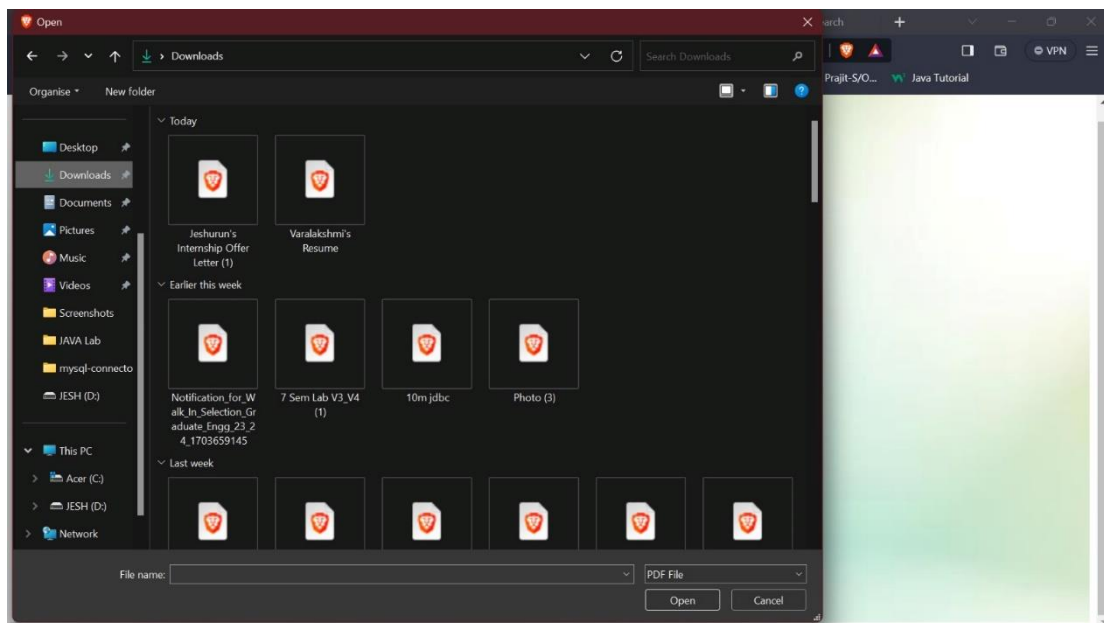 Open
arch
VPN
Downloads
Search Downloads
Prajit-S/O...
Java Tutorial
Organise
New folder
Today
Desktop
Downloads
Documents
Pictures
Music
Videos
Screenshots
JAVA Lab
mysql-connecto
JESH (D:)
This PC
Acer (C:)
JESH (D:)
Network
Jeshurun's
Internship Offer
Letter (1)
Varalakshmi's
Resume
Earlier this week
Notification_for_W
alk_In_Selection_Gr
aduate_Engg_23_2
4_1703659145
7 Sem Lab V3_V4
(1)
10m jdbc
Photo (3)
Last week
File name:
PDF File
Open
Cancel